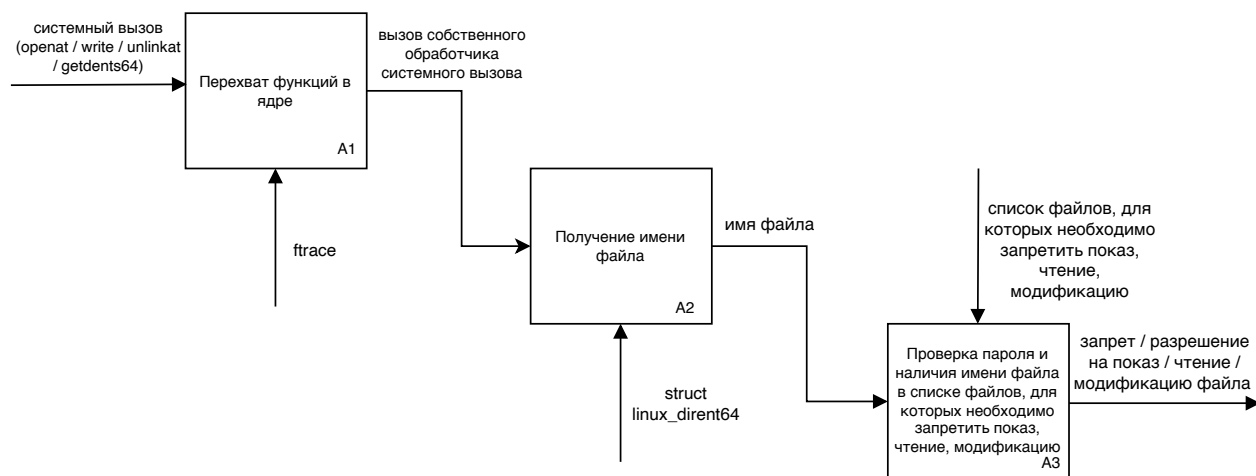 системный вызов
(openat / write / unlinkat
/ getdents64)
Перехват функций в
ядре
A1
вызов собственного
обработчика
системного вызова
ftrace
Получение имени
файла
A2
имя файла
struct
linux_dirent64
список файлов, для
которых необходимо
запретить показ,
чтение,
модификацию
Проверка пароля и
наличия имени файла
в списке файлов, для
которых необходимо
запретить показ,
чтение, модификацию
A3
запрет / разрешение
на показ / чтение /
модификацию файла